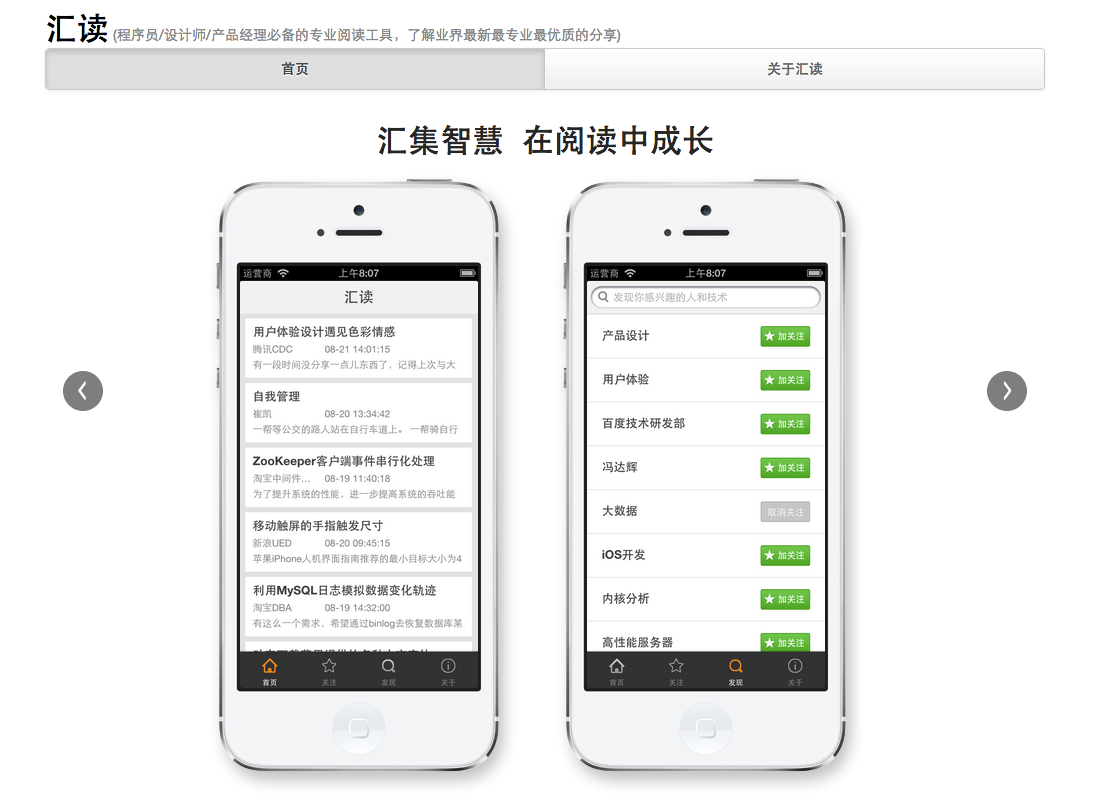 汇读 (程序员/设计师/产品经理必备的专业阅读工具，了解业界最新最专业最优质的分享)
首页 关于汇读
汇集智慧 在阅读中成长
运营商 上午8:07
汇读
用户体验设计遇见色彩情感
腾讯CDC 08-21 14:01:15
有一段时间没分享一点儿东西了，记得上次与大
自我管理
崔凯 08-20 13:34:42
一帮等公交的路人站在自行车道上。 一帮骑自行
ZooKeeper客户端事件串行化处理
淘宝中间件... 08-19 11:40:18
为了提升系统的性能，进一步提高系统的吞吐能
移动触屏的手指触发尺寸
新浪UED 08-20 09:45:15
苹果iPhone人机界面指南推荐的最小目标大小为4
利用MySQL日志模拟数据变化轨迹
淘宝DBA 08-19 14:32:00
有这么一个需求，希望通过binlog去恢复数据库某
首页 关注 发现 关于
运营商 上午8:07
发现你感兴趣的人和技术
产品设计 加关注
用户体验 加关注
百度技术研发部 加关注
冯达辉 加关注
大数据 取消关注
iOS开发 加关注
内核分析 加关注
高性能服务器 加关注
首页 关注 发现 关于